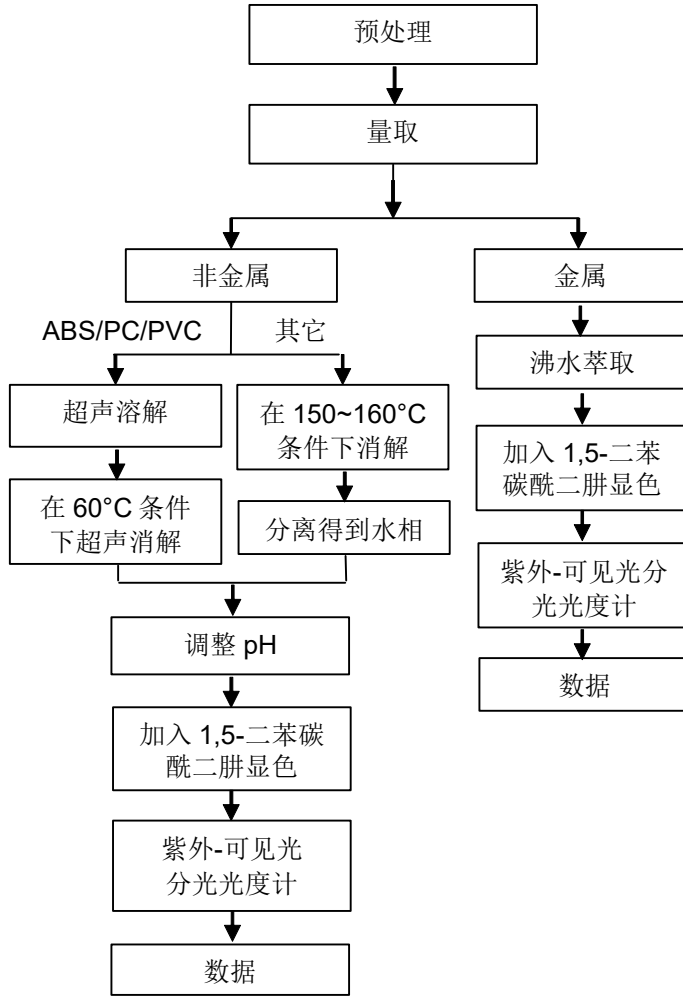 预处理
量取
非金属
金属
ABS/PC/PVC
其它
沸水萃取
超声溶解
在 150~160°C
条件下消解
加入 1,5-二苯
碳酰二肼显色
在 60°C 条件
下超声消解
分离得到水相
紫外-可见光分
光光度计
调整 pH
数据
加入 1,5-二苯碳
酰二肼显色
紫外-可见光
分光光度计
数据